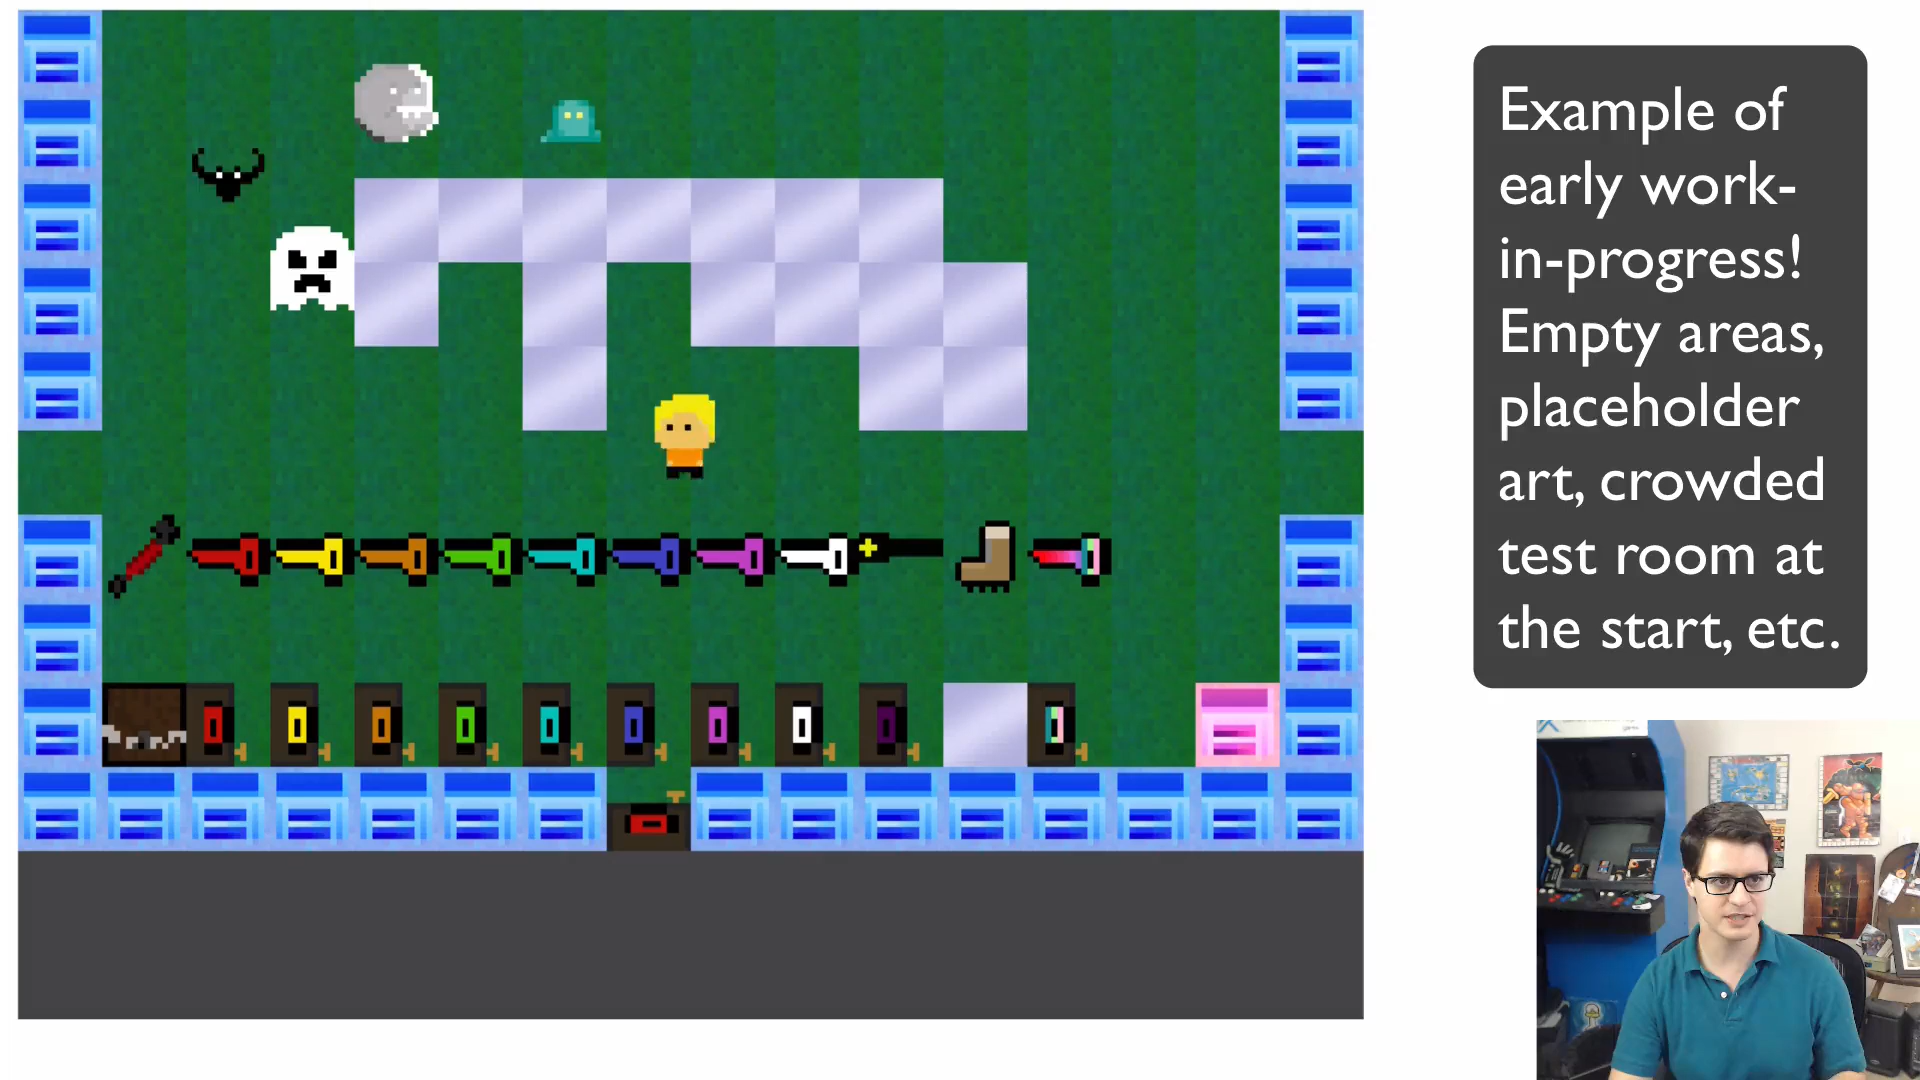 Example of
early work-
in-progress!
Empty areas,
placeholder
art, crowded
test room at
the start, etc.